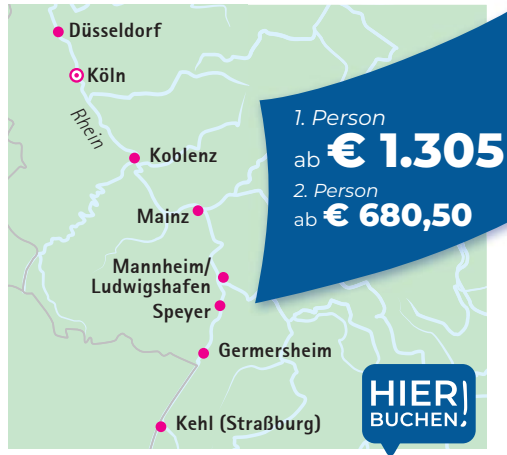 Düsseldorf
Köln
Rhein
Koblenz
Mainz
Mannheim/
Ludwigshafen
Speyer
Germersheim
Kehl (Straßburg)
1. Person
ab € 1.305
2. Person
ab € 680,50
HIER
BUCHEN!